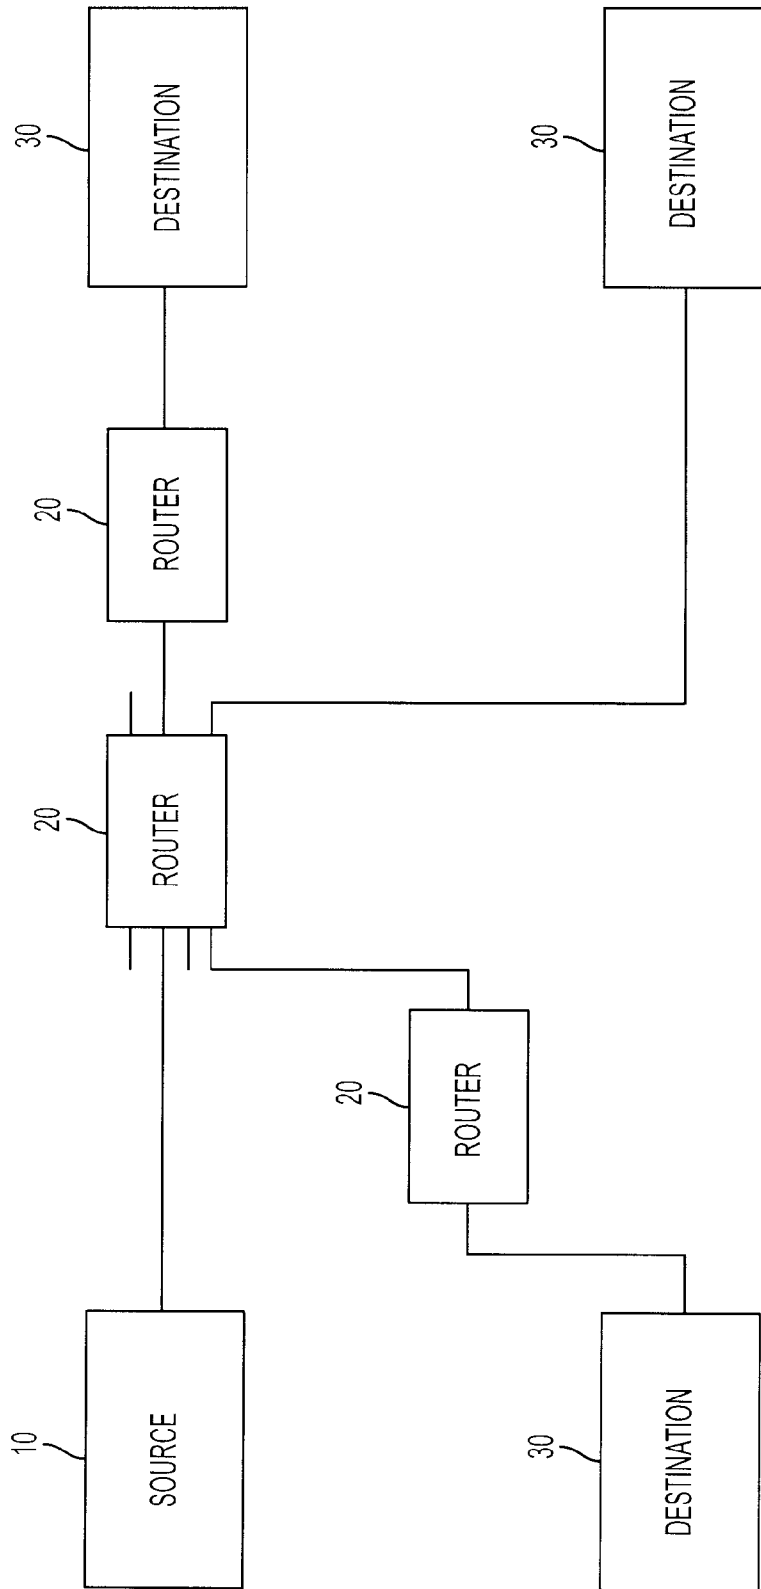 10
SOURCE
20
ROUTER
20
ROUTER
30
DESTINATION
20
ROUTER
30
DESTINATION
30
DESTINATION